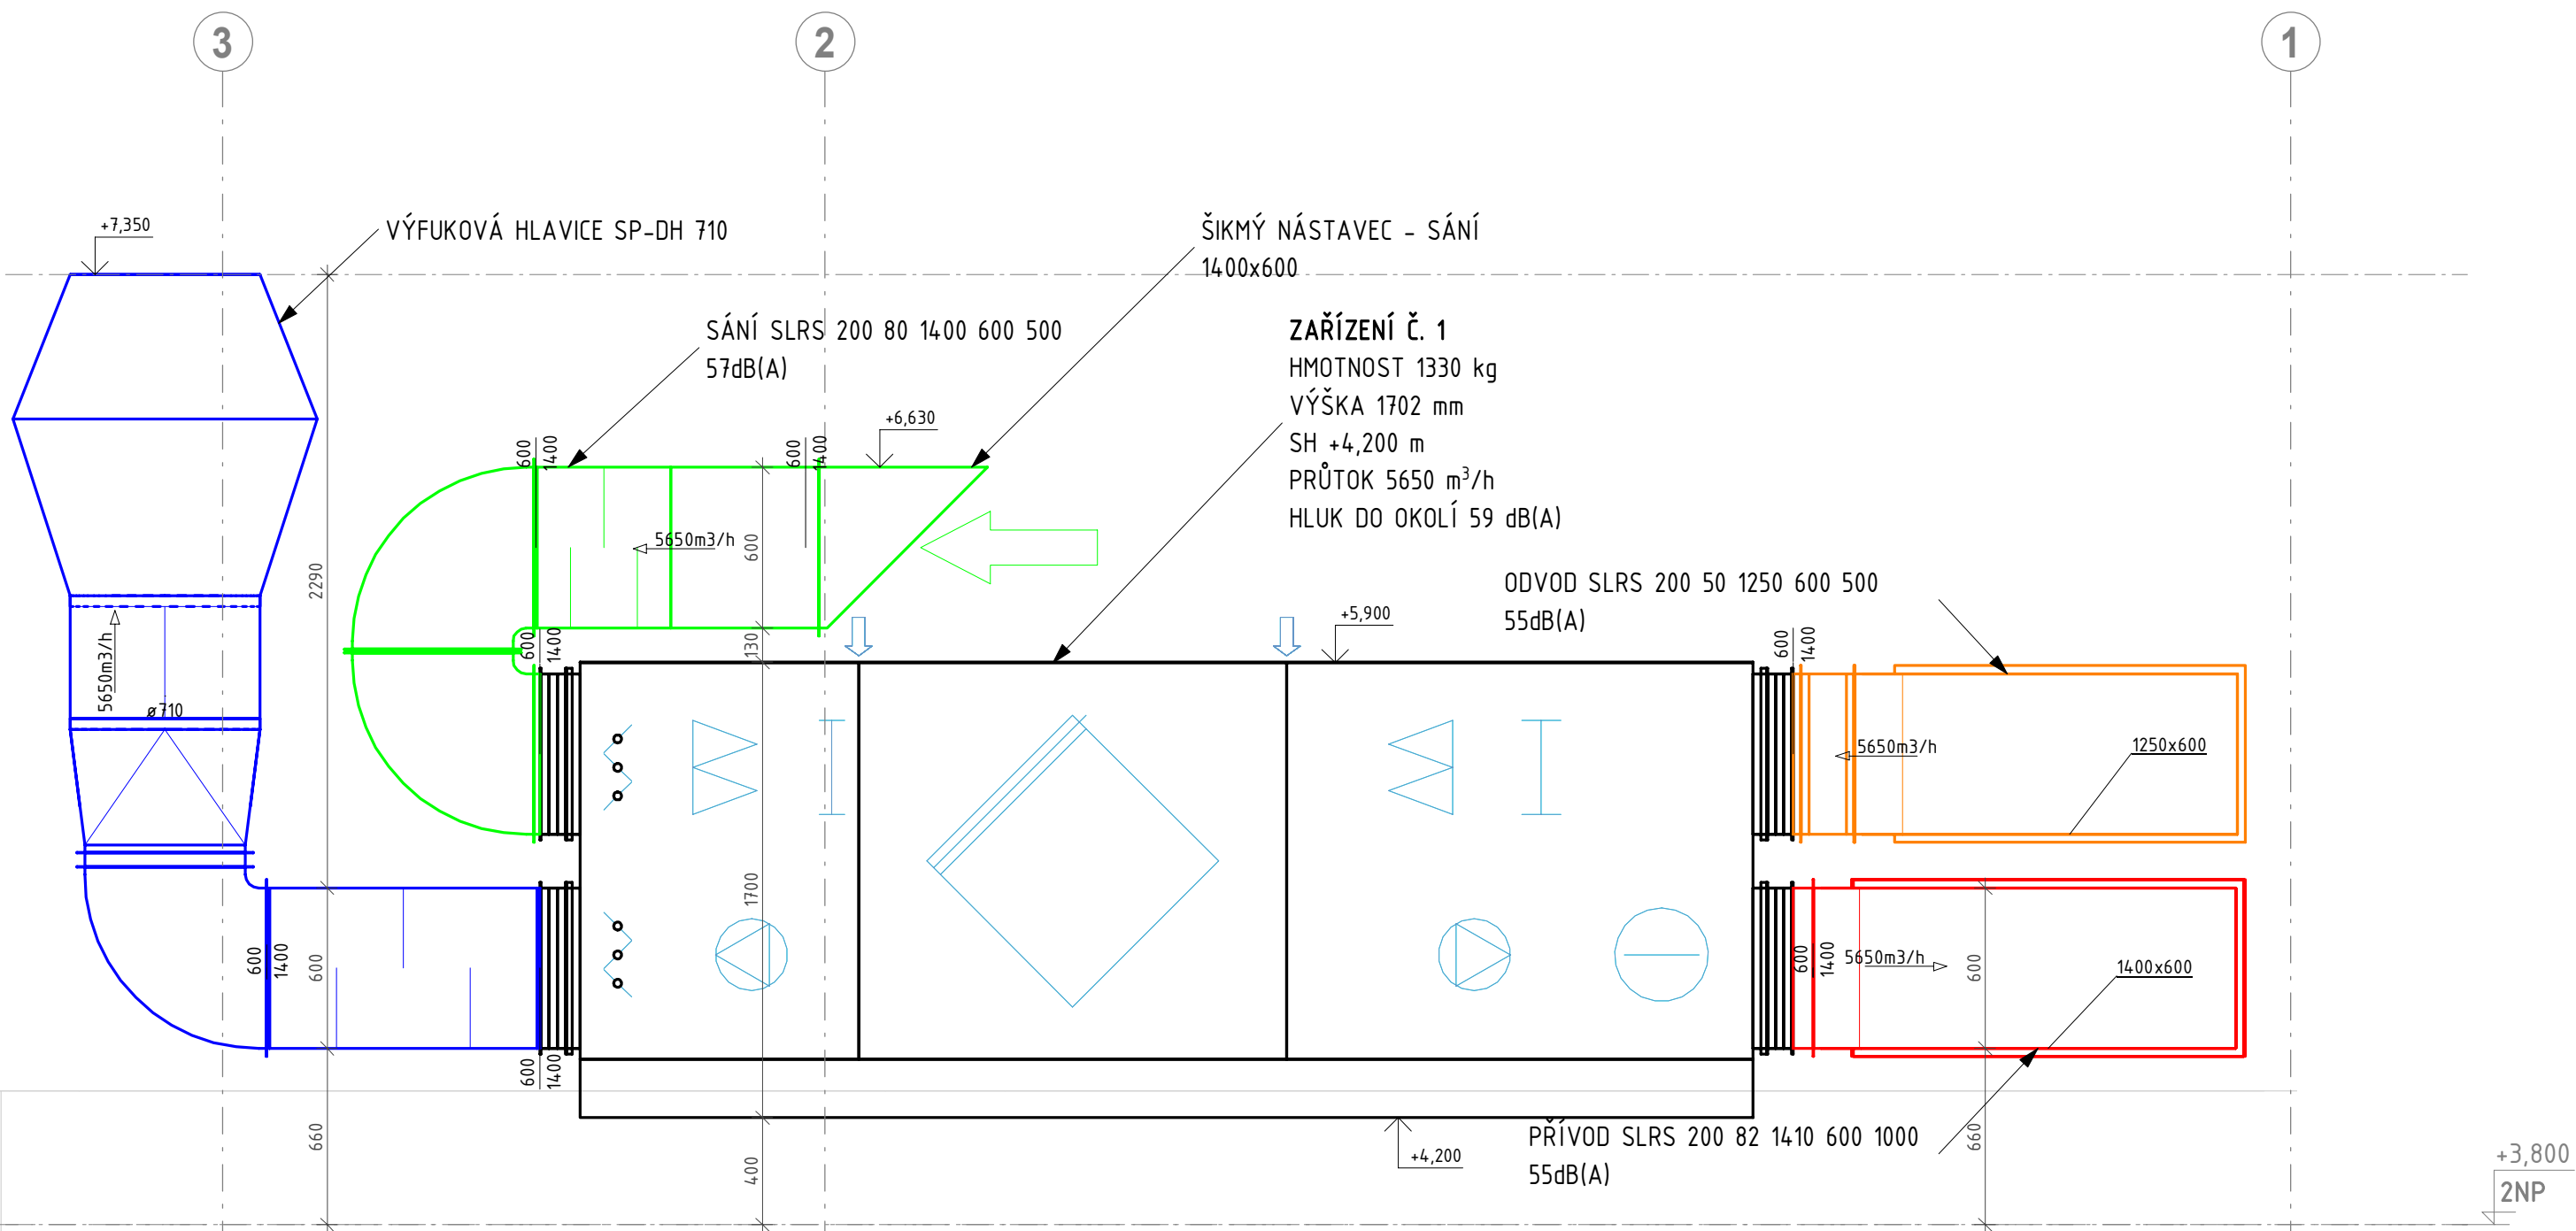 3
2
1
+7,350
VÝFUKOVÁ HLAVICE SP-DH 710
ŠIKMÝ NÁSTAVEC - SÁNÍ
1400x600
SÁNÍ SLRS 200 80 1400 600 500
57dB(A)
ZAŘÍZENÍ Č. 1
HMOTNOST 1330 kg
VÝŠKA 1702 mm
SH +4,200 m
PRŮTOK 5650 m³/h
HLUK DO OKOLÍ 59 dB(A)
+6,630
600
1400
600
1400
5650m3/h
600
2290
ODVOD SLRS 200 50 1250 600 500
55dB(A)
+5,900
130
600
1400
600
1400
5650m3/h
ø710
5650m3/h
1250x600
1700
600
1400
600
600
1400
5650m3/h
600
1400x600
600
1400
660
400
+4,200
PŘÍVOD SLRS 200 82 1410 600 1000
55dB(A)
660
+3,800
2NP